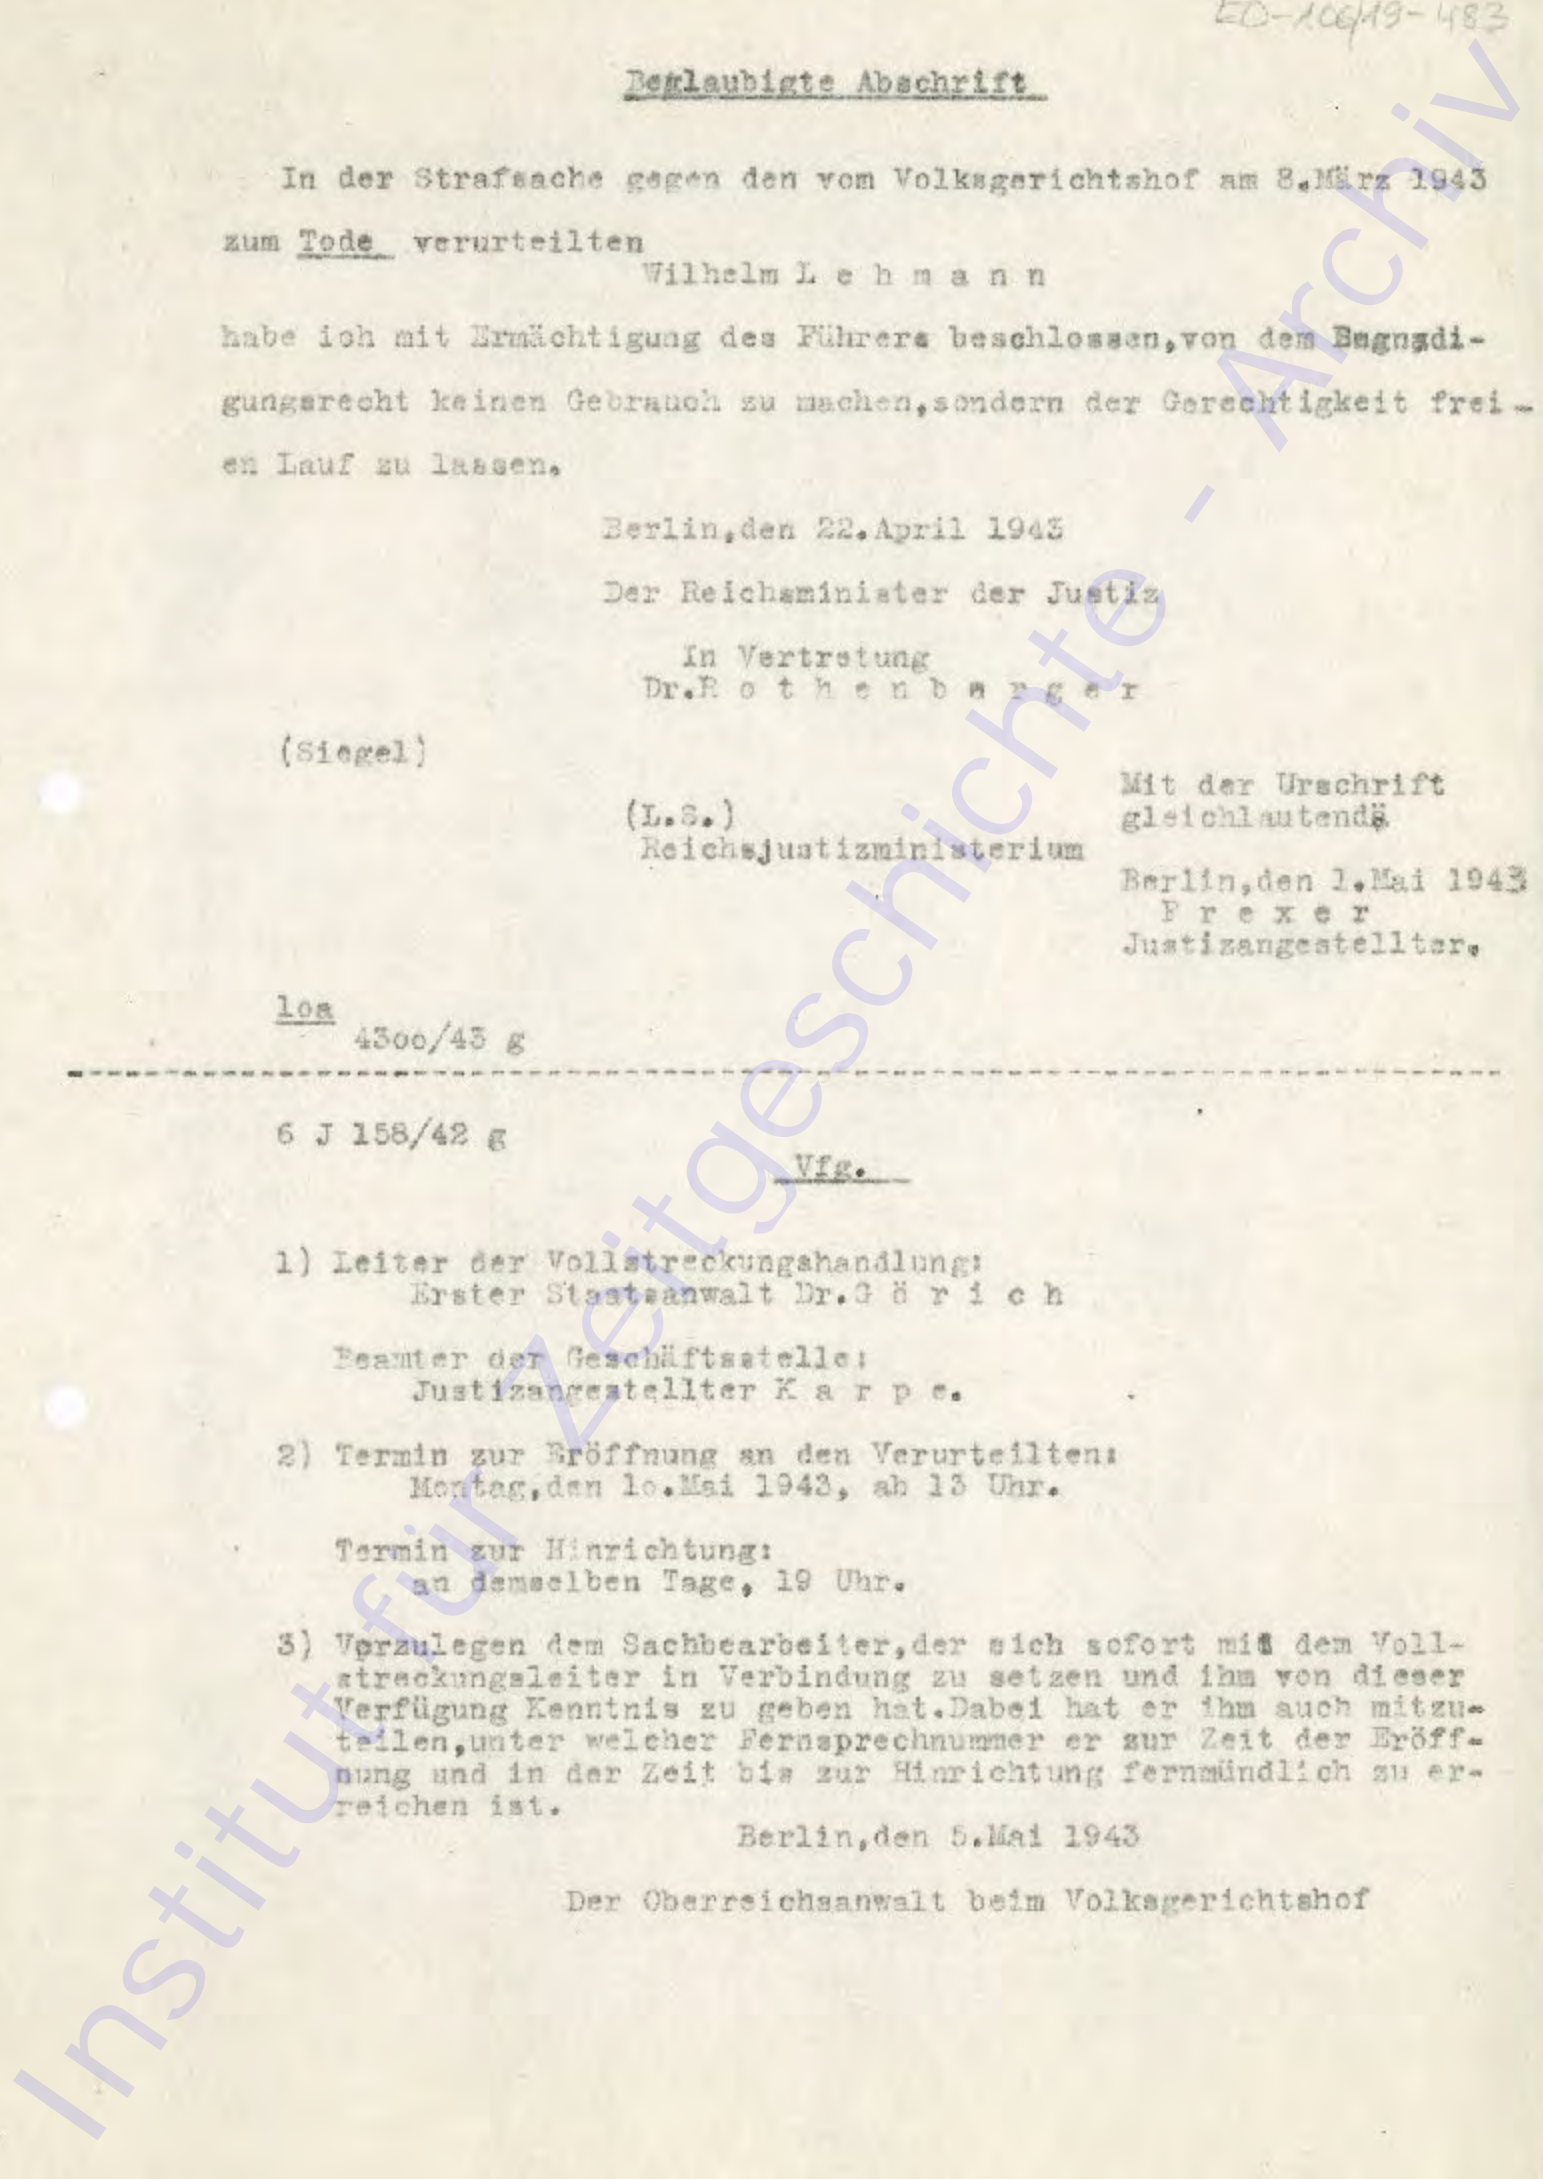 ED-106/19-483
Beglaubigte Abschrift
In der Strafsache gegen den vom Volksgerichtshof am 8.März 1943
zum Tode verurteilten
Wilhelm L e h m a n n
habe ich mit Ermächtigung des Führers beschlossen,von dem Begnadi-
gungsrecht keinen Gebrauch zu machen,sondern der Gerechtigkeit frei-
en Lauf zu lassen.
Berlin,den 22.April 1943
Der Reichsminister der Justiz
In Vertretung
Dr.R o t h e n b e r g e r
(Siegel)
Mit der Urschrift
(L.S.)
gleichlautend
Reichsjustizministerium
Berlin,den 1.Mai 1943
P r e x e r
Justizangestellter.
loa
43oo/43 g
6 J 158/42 g
Vfg.
1) Leiter der Vollstreckungshandlung:
Erster Staatsanwalt Dr.G ö r i c h
Beamter der Geschäftsstelle:
Justizangestellter K a r p e.
2) Termin zur Eröffnung an den Verurteilten:
Montag,den lo.Mai 1943, ab 13 Uhr.
Termin zur Hinrichtung:
an demselben Tage, 19 Uhr.
3) Vorzulegen dem Sachbearbeiter,der sich sofort mit dem Voll-
streckungsleiter in Verbindung zu setzen und ihm von dieser
Verfügung Kenntnis zu geben hat.Dabei hat er ihm auch mitzu-
teilen,unter welcher Fernsprechnummer er zur Zeit der Eröff-
nung und in der Zeit bis zur Hinrichtung fernmündlich zu er-
reichen ist.
Berlin,den 5.Mai 1943
Der Oberreichsanwalt beim Volksgerichtshof
Institut für Zeitgeschichte - Archiv